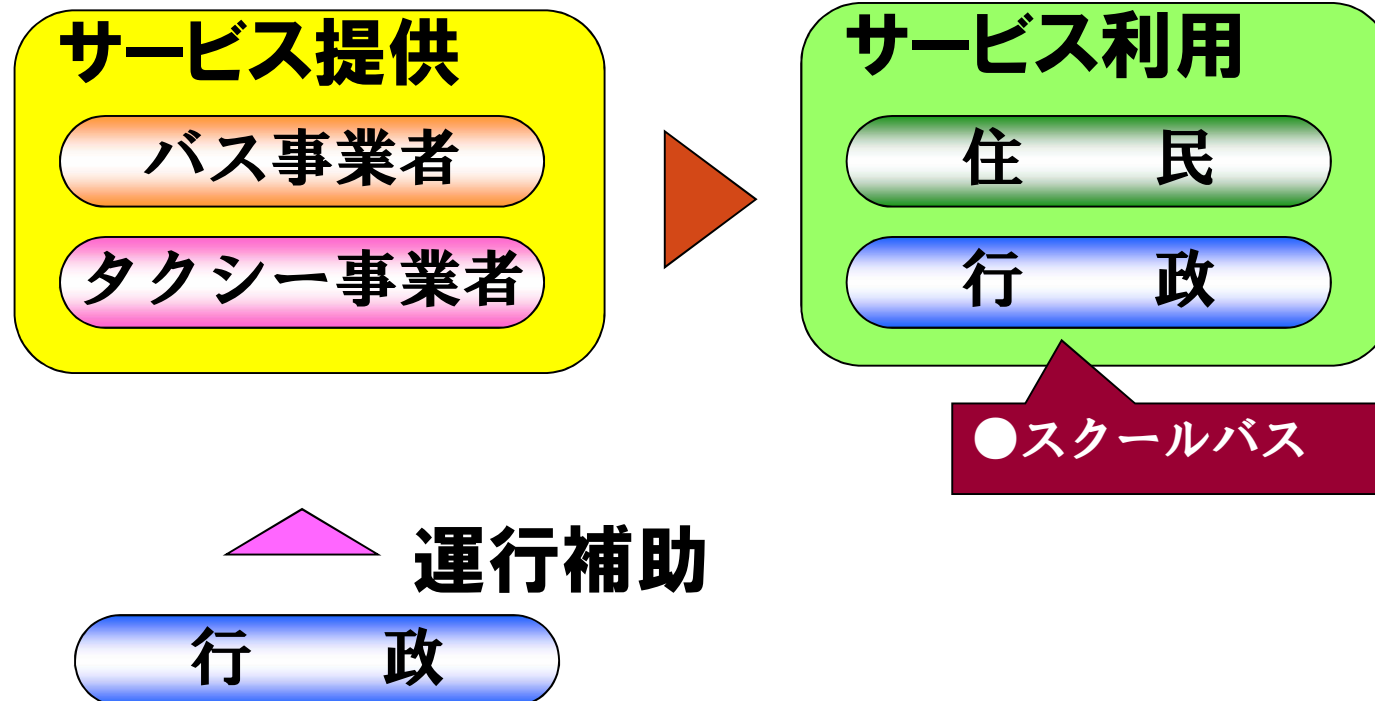 サービス提供
バス事業者
タクシー事業者
サービス利用
住　　民
行　　政
●スクールバス
運行補助
行　　政